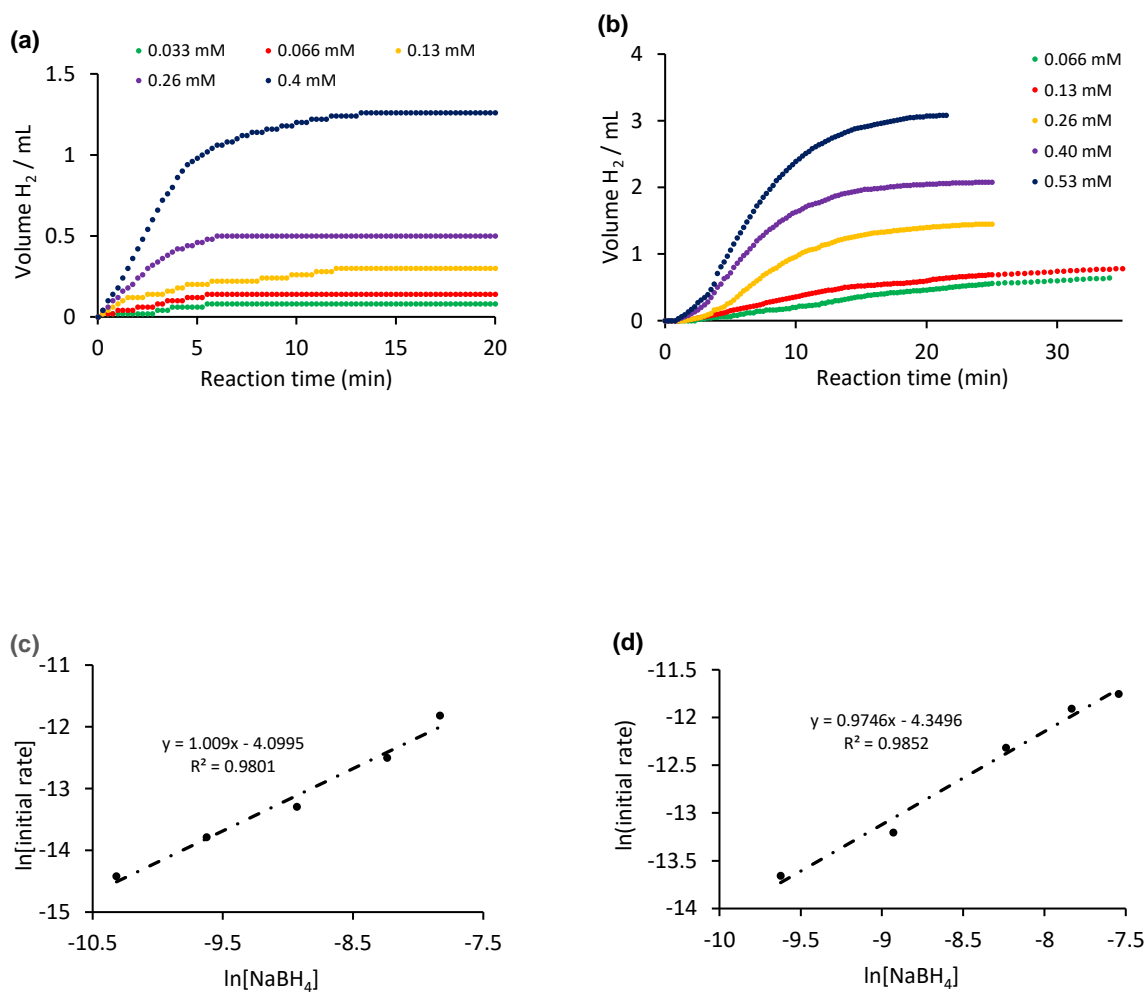 (a)
0.033 mM
0.066 mM
0.13 mM
0.26 mM
0.4 mM
1.5
1
0.5
0
Volume H2 / mL
0
5
10
15
20
Reaction time (min)
(b)
0.066 mM
0.13 mM
0.26 mM
0.40 mM
0.53 mM
4
3
2
1
0
Volume H2 / mL
0
10
20
30
Reaction time (min)
(c)
-11
-12
-13
-14
-15
ln[initial rate]
y = 1.009x - 4.0995
R² = 0.9801
-10.5
-9.5
-8.5
-7.5
ln[NaBH4]
(d)
-11.5
-12
-12.5
-13
-13.5
-14
ln(initial rate)
y = 0.9746x - 4.3496
R² = 0.9852
-10
-9.5
-9
-8.5
-8
-7.5
ln[NaBH4]